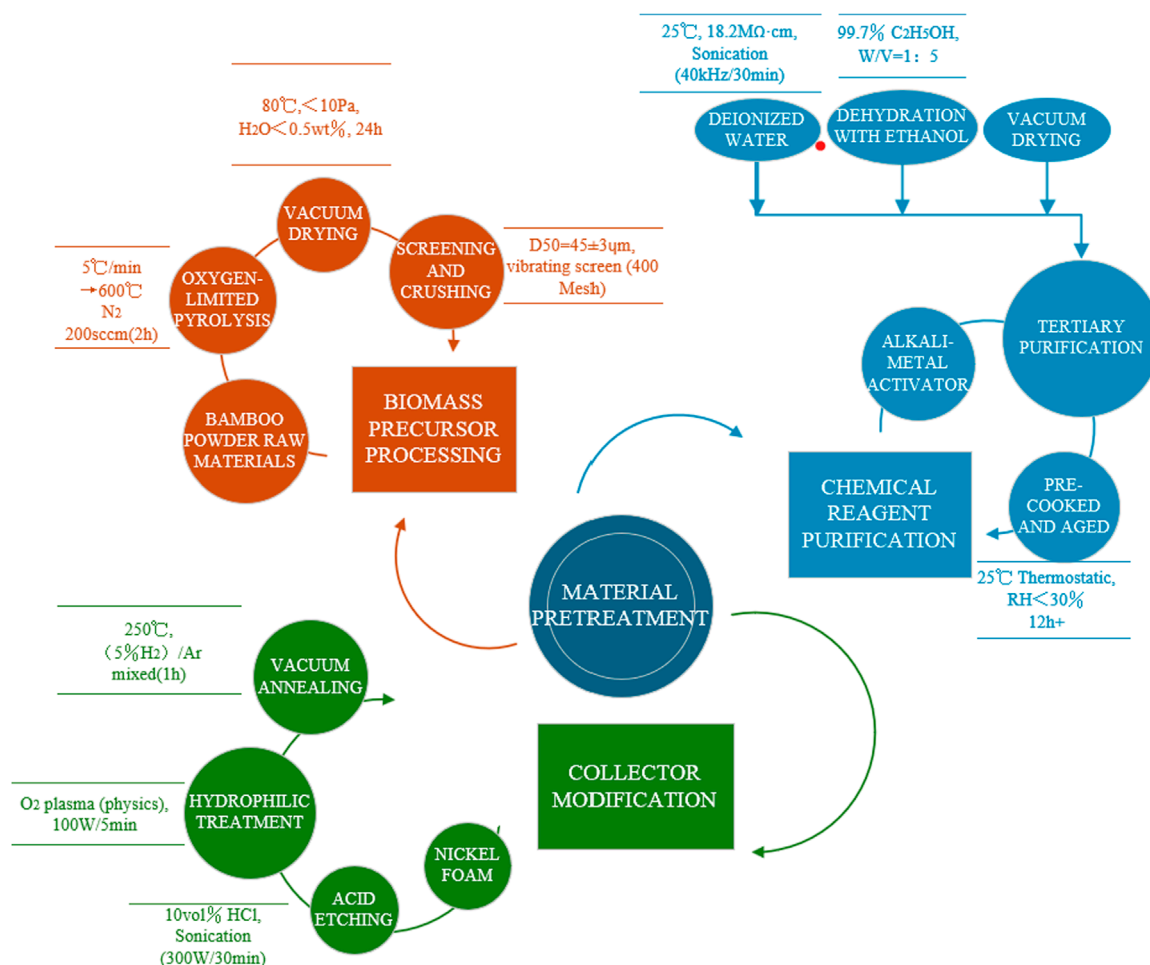 25℃, 18.2MΩ·cm,
Sonication
(40kHz/30min)
99.7% C2H5OH,
W/V=1：5
DEIONIZED
WATER
DEHYDRATION
WITH ETHANOL
VACUUM
DRYING
80℃,＜10Pa,
H2O＜0.5wt%, 24h
VACUUM
DRYING
SCREENING
AND
CRUSHING
D50=45±3ųm,
vibrating screen (400
Mesh)
5℃/min
→600℃
N2
200sccm(2h)
OXYGEN-
LIMITED
PYROLYSIS
BAMBOO
POWDER RAW
MATERIALS
BIOMASS
PRECURSOR
PROCESSING
TERTIARY
PURIFICATION
ALKALI-
METAL
ACTIVATOR
CHEMICAL
REAGENT
PURIFICATION
PRE-
COOKED
AND AGED
25℃ Thermostatic,
RH＜30%
12h+
MATERIAL
PRETREATMENT
250℃,
（5%H2）/Ar
mixed(1h)
VACUUM
ANNEALING
O2 plasma (physics),
100W/5min
HYDROPHILIC
TREATMENT
COLLECTOR
MODIFICATION
NICKEL
FOAM
ACID
ETCHING
10vol% HCl,
Sonication
(300W/30min)